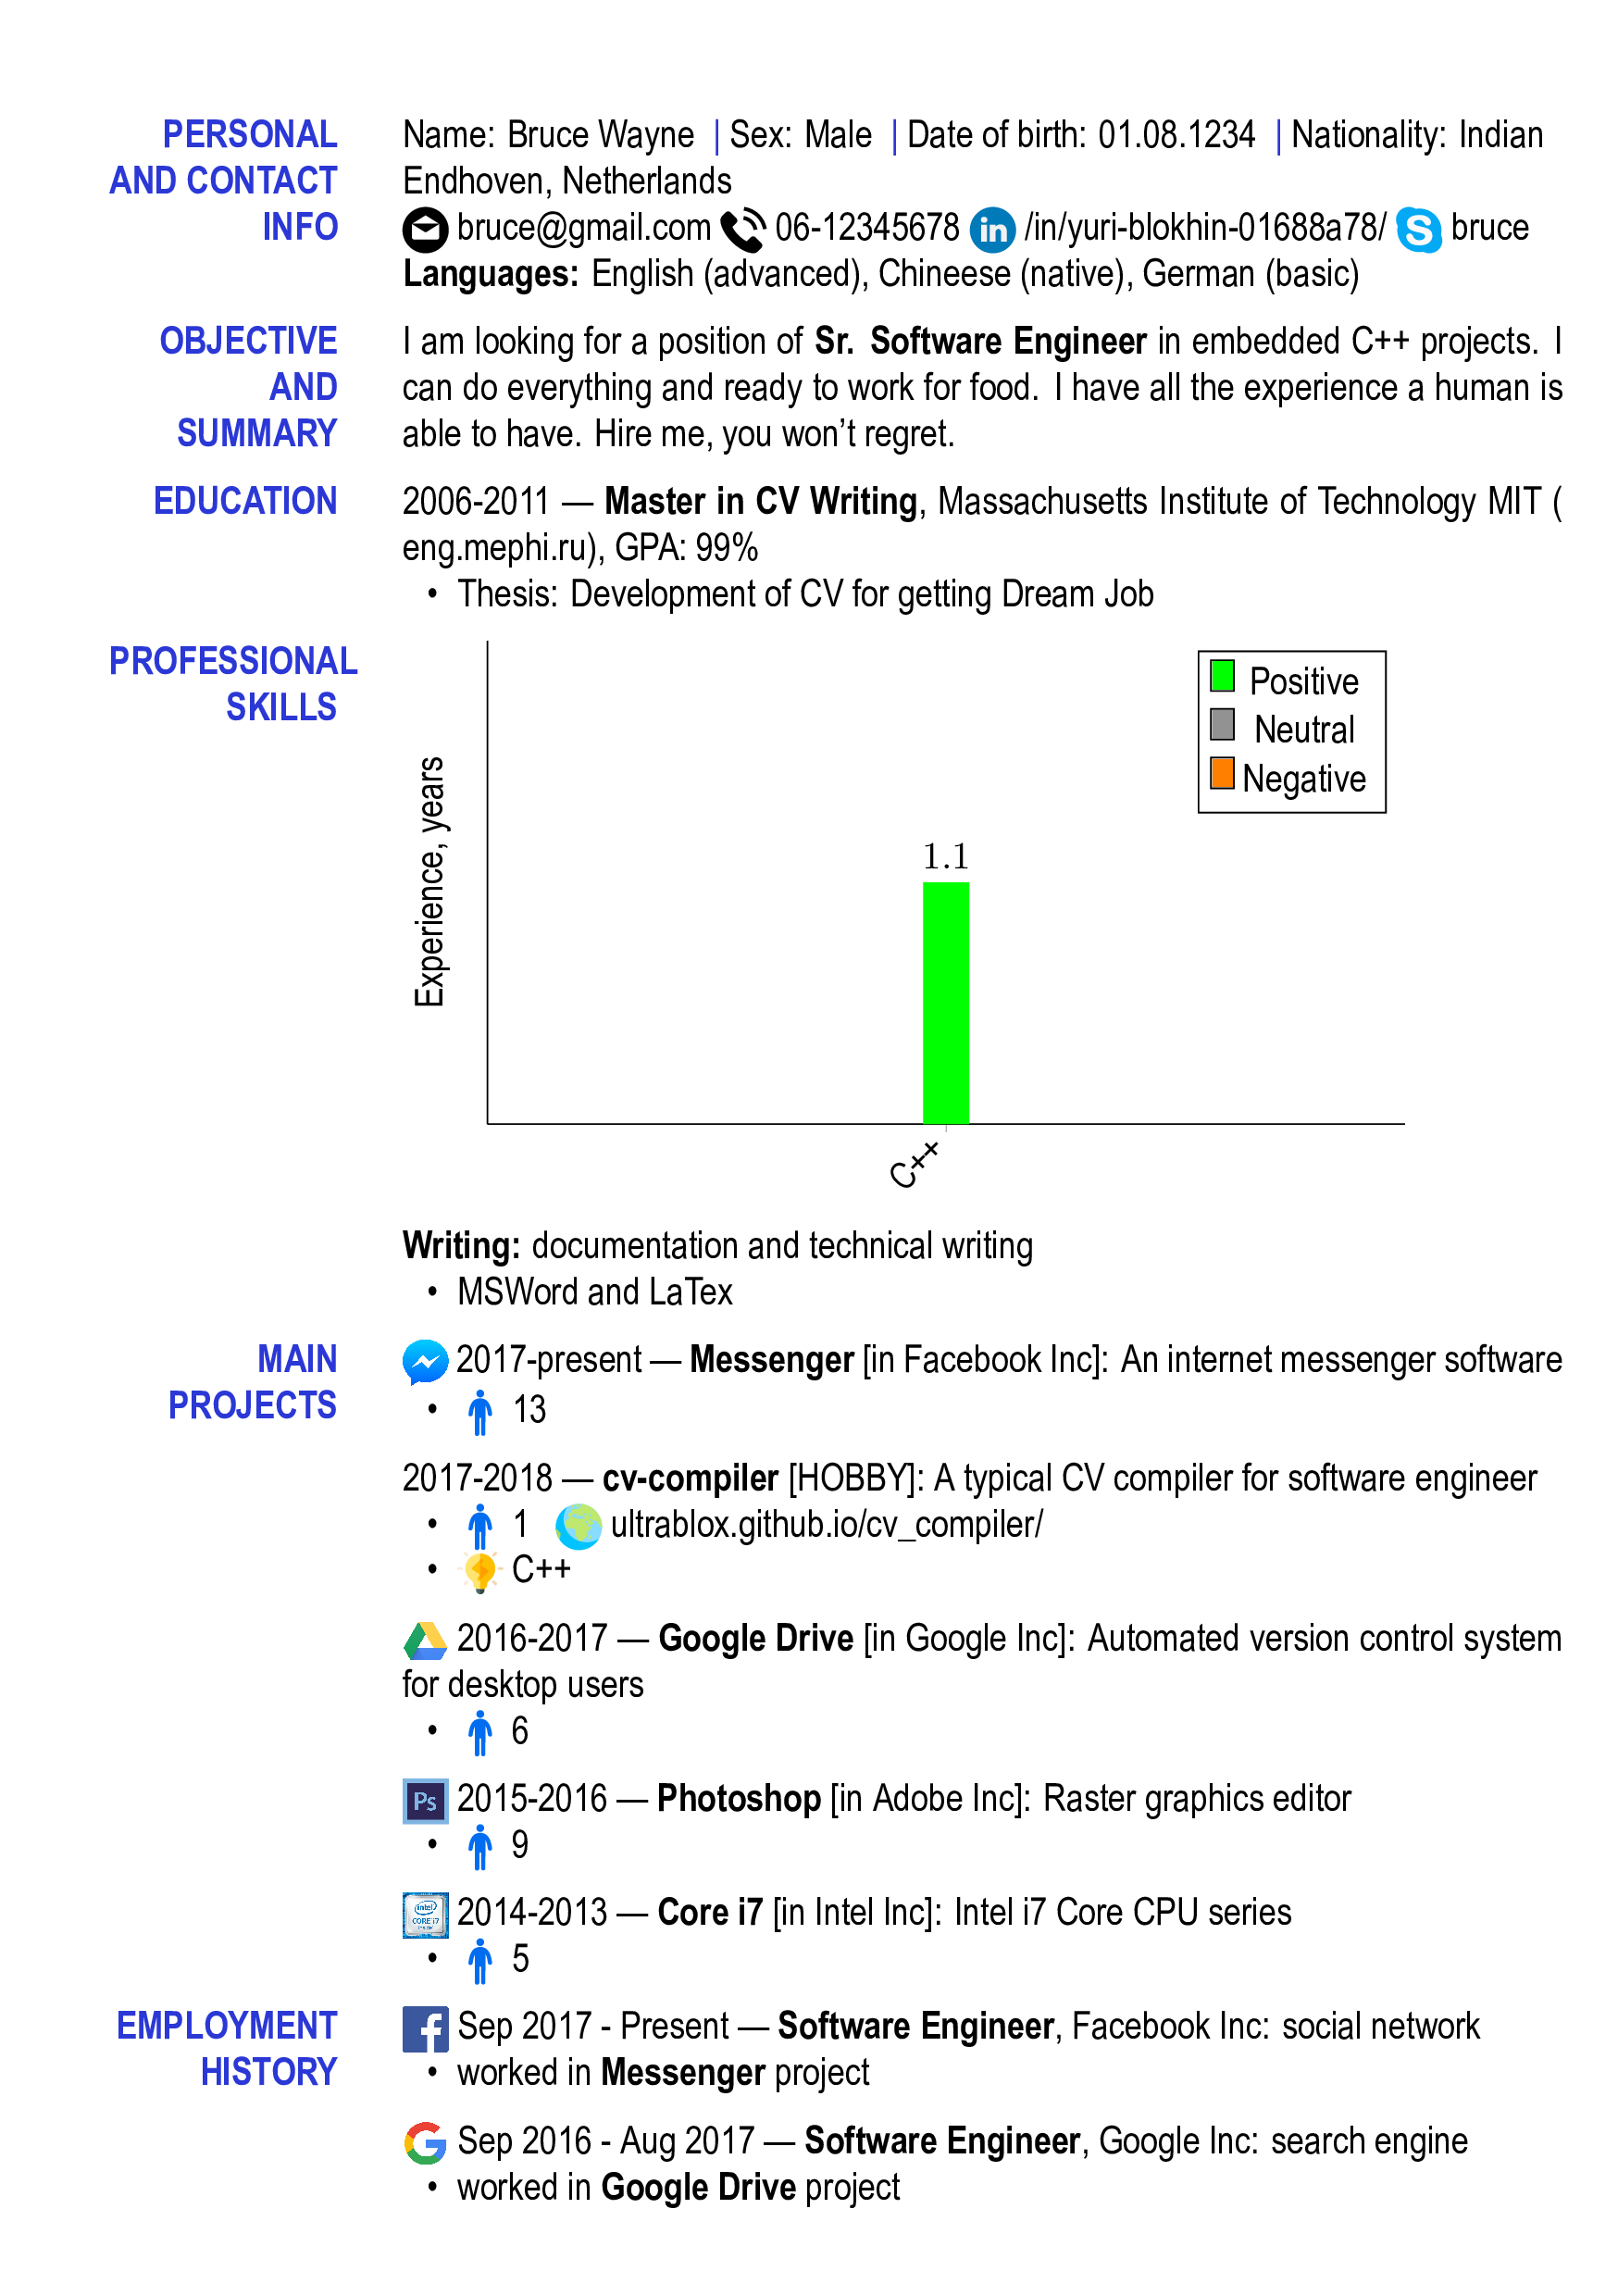 PERSONAL
AND CONTACT
INFO
Name: Bruce Wayne | Sex: Male | Date of birth: 01.08.1234 | Nationality: Indian
Endhoven, Netherlands
bruce@gmail.com 06-12345678 in /in/yuri-blokhin-01688a78/ S bruce
Languages: English (advanced), Chineese (native), German (basic)
OBJECTIVE
AND
SUMMARY
I am looking for a position of Sr. Software Engineer in embedded C++ projects. I
can do everything and ready to work for food. I have all the experience a human is
able to have. Hire me, you won't regret.
EDUCATION
2006-2011 — Master in CV Writing, Massachusetts Institute of Technology MIT (
eng.mephi.ru), GPA: 99%
• Thesis: Development of CV for getting Dream Job
PROFESSIONAL
SKILLS
Experience, years
Positive
Neutral
Negative
1.1
C++
Writing: documentation and technical writing
• MSWord and LaTex
MAIN
PROJECTS
2017-present — Messenger [in Facebook Inc]: An internet messenger software
• 13
2017-2018 — cv-compiler [HOBBY]: A typical CV compiler for software engineer
• 1 ultrablox.github.io/cv_compiler/
• C++
2016-2017 — Google Drive [in Google Inc]: Automated version control system
for desktop users
• 6
Ps 2015-2016 — Photoshop [in Adobe Inc]: Raster graphics editor
• 9
intel CORE i7 2014-2013 — Core i7 [in Intel Inc]: Intel i7 Core CPU series
• 5
EMPLOYMENT
HISTORY
f Sep 2017 - Present — Software Engineer, Facebook Inc: social network
• worked in Messenger project
G Sep 2016 - Aug 2017 — Software Engineer, Google Inc: search engine
• worked in Google Drive project